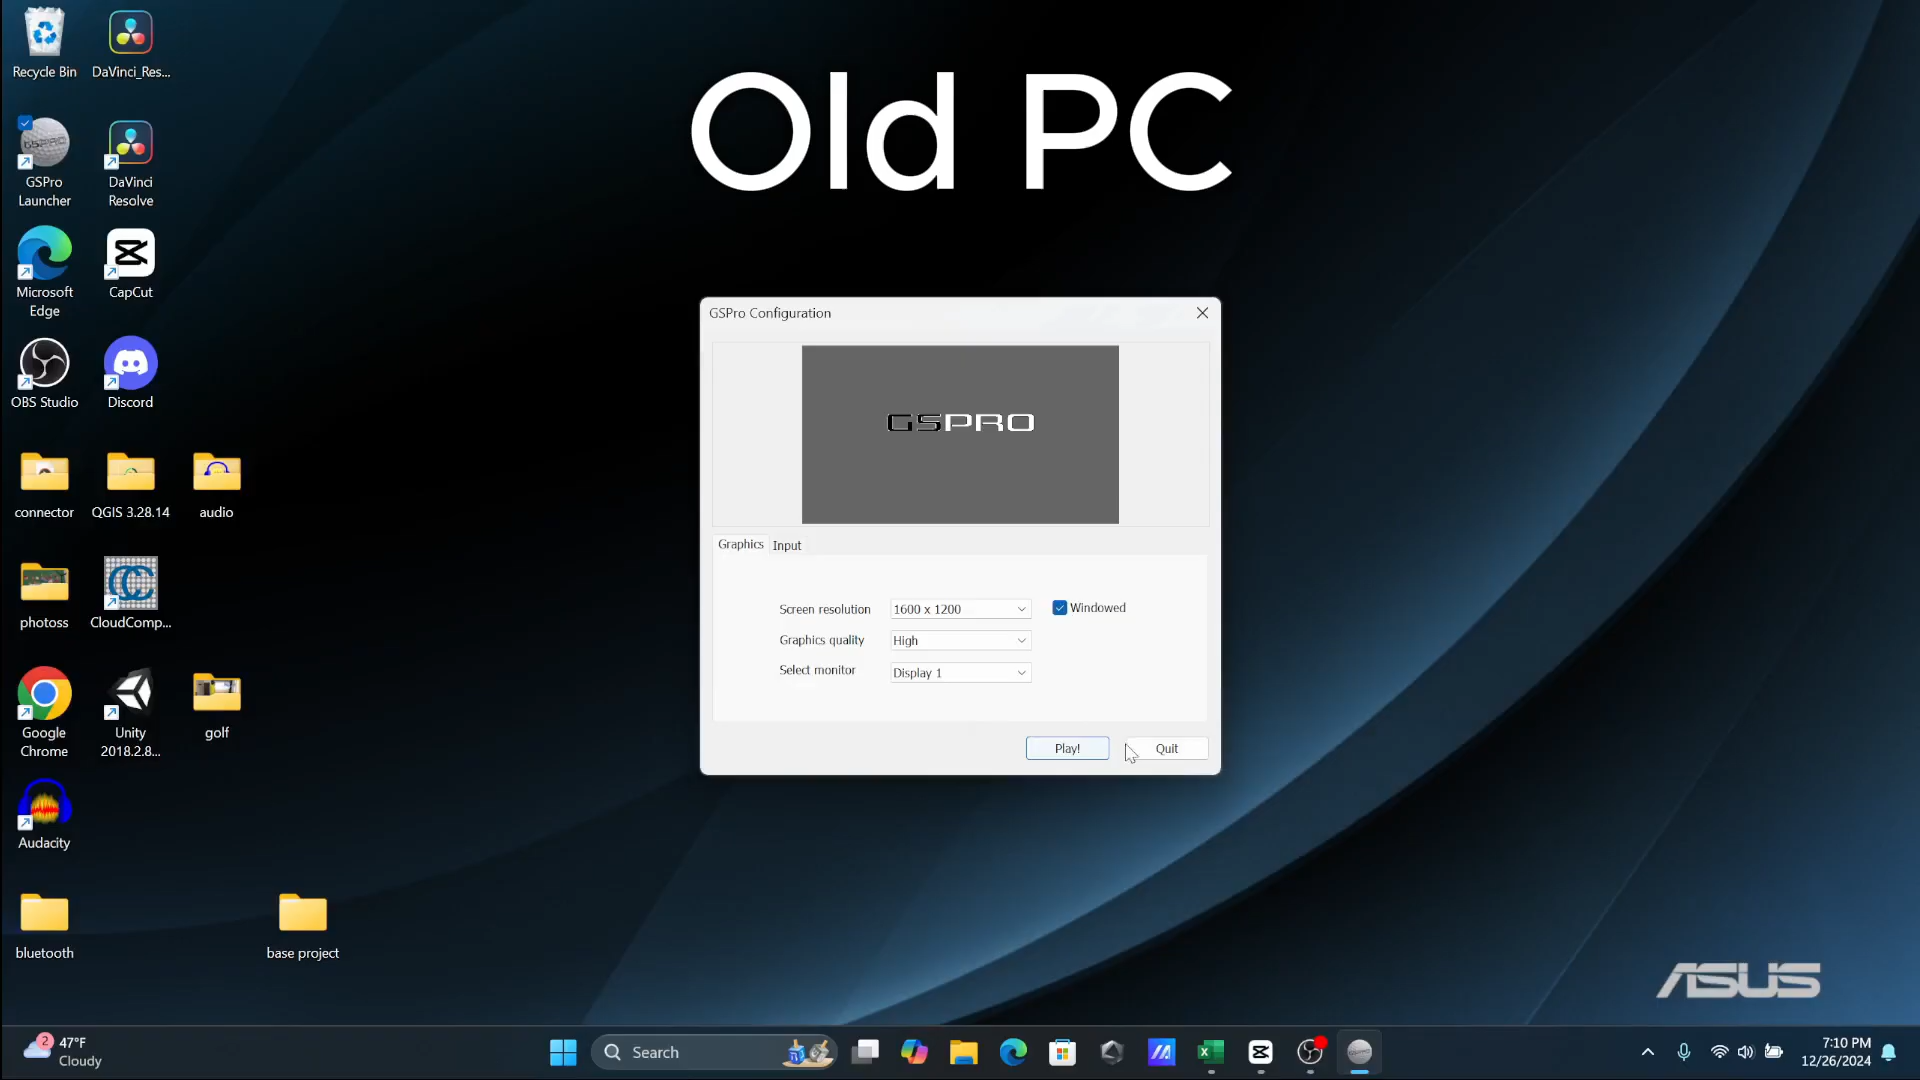 Old PC
Recycle Bin
DaVinci_Res...
GSPRO
GSPro
Launcher
DaVinci
Resolve
Microsoft
Edge
CapCut
OBS Studio
Discord
connector
QGIS 3.28.14
audio
photoss
CloudComp...
Google
Chrome
Unity
2018.2.8...
golf
Audacity
bluetooth
base project
GSPro Configuration
GSPRO
Graphics
Input
Screen resolution
1600 x 1200
Windowed
Graphics quality
High
Select monitor
Display 1
Play!
Quit
ASUS
2
47°F
Cloudy
Search
7:10 PM
12/26/2024